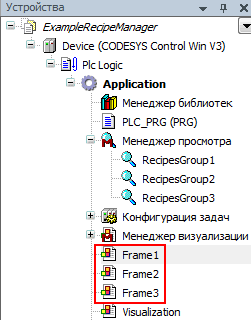 Устройства
ExampleRecipeManager
Device (CODESYS Control Win V3)
Plc Logic
Application
Менеджер библиотек
PLC_PRG (PRG)
Менеджер просмотра
RecipesGroup1
RecipesGroup2
RecipesGroup3
Конфигурация задач
Менеджер визуализации
Frame1
Frame2
Frame3
Visualization